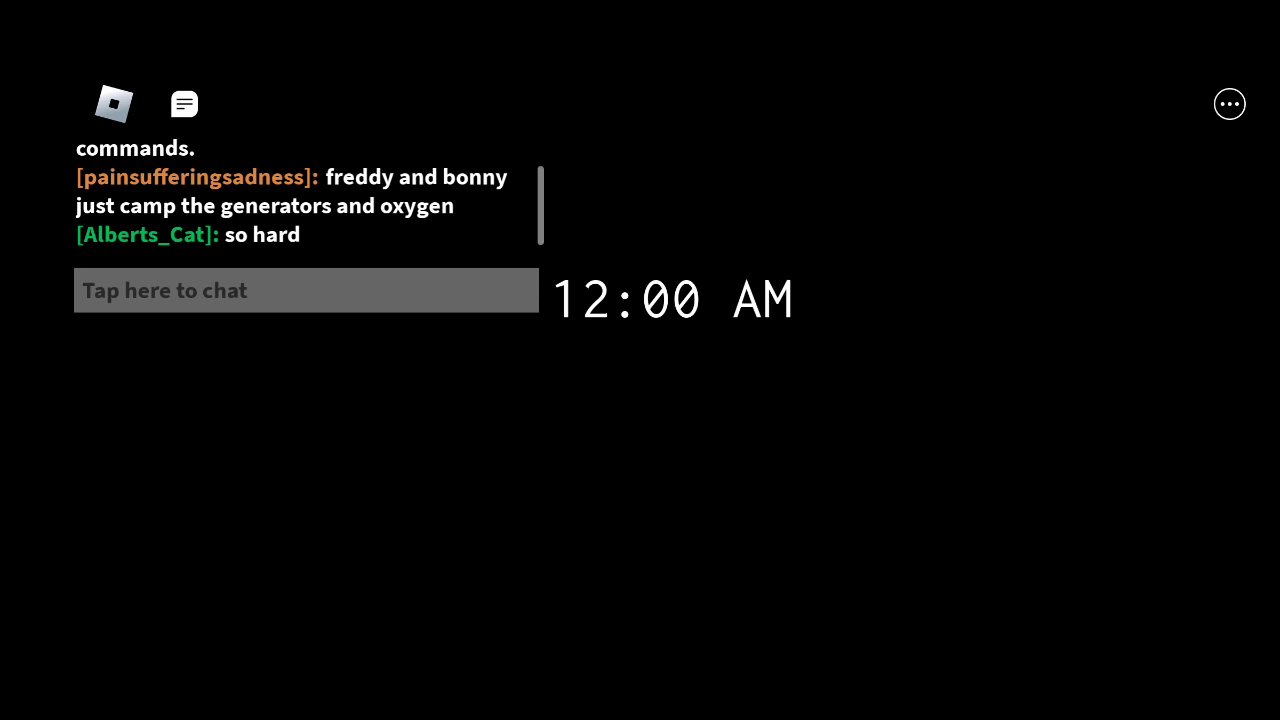 commands.
[painsufferingsadness]: freddy and bonny
just camp the generators and oxygen
[Alberts_Cat]: so hard
Tap here to chat
12:00 AM